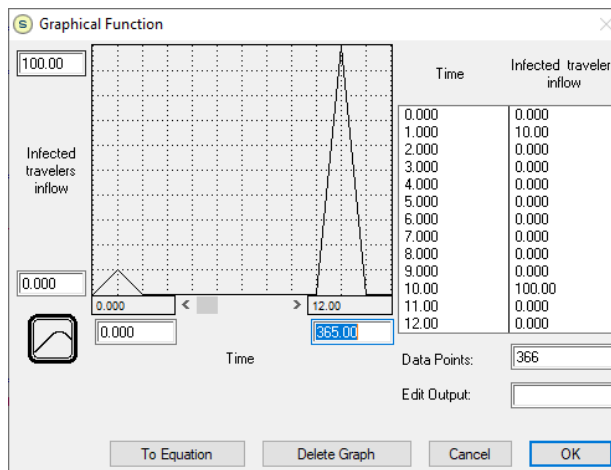 S Graphical Function
100.00
Infected
travelers
inflow
0.000
0.000 < > 12.00
0.000 365.00
Time
Time Infected traveler
inflow
0.000 0.000
1.000 10.00
2.000 0.000
3.000 0.000
4.000 0.000
5.000 0.000
6.000 0.000
7.000 0.000
8.000 0.000
9.000 0.000
10.00 100.00
11.00 0.000
12.00 0.000
Data Points: 366
Edit Output:
To Equation Delete Graph Cancel OK